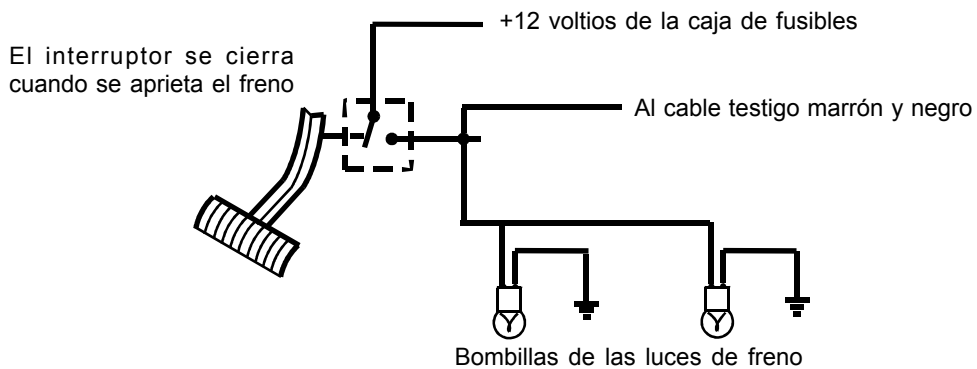 +12 voltios de la caja de fusibles
El interruptor se cierra
cuando se aprieta el freno
Al cable testigo marrón y negro
Bombillas de las luces de freno